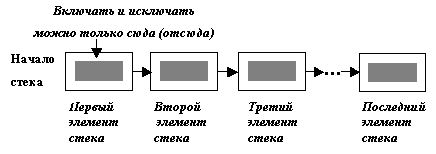 Включать и исключать
можно только сюда (отсюда)
Начало
стека
Первый
элемент
стека
Второй
элемент
стека
Третий
элемент
стека
Последний
элемент
стека